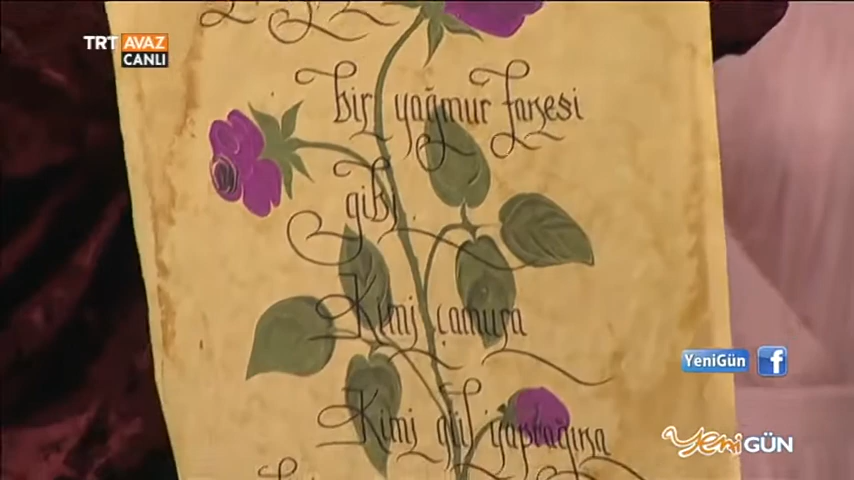 TRT AVAZ
CANLI
bir yağmur tanesi
gibi
Kimi çamura
Kimi gül yaprağına
YeniGün
YeniGÜN